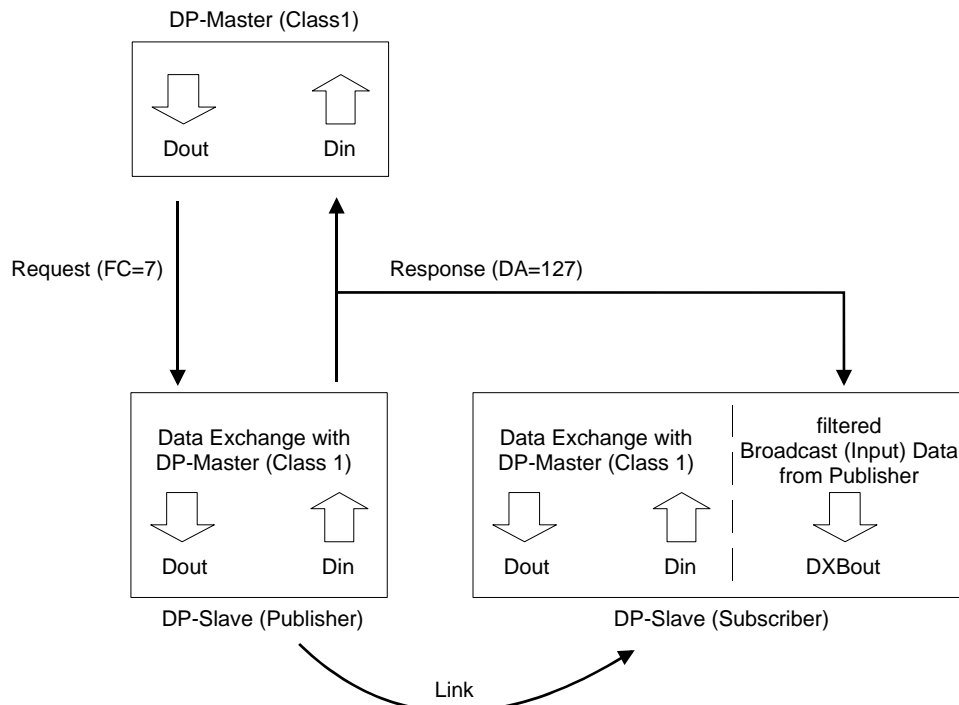 DP-Master (Class1)
Dout
Din
Request (FC=7)
Response (DA=127)
Data Exchange with
DP-Master (Class 1)
Dout
Din
DP-Slave (Publisher)
Data Exchange with
DP-Master (Class 1)
Dout
Din
filtered
Broadcast (Input) Data
from Publisher
DXBout
DP-Slave (Subscriber)
Link